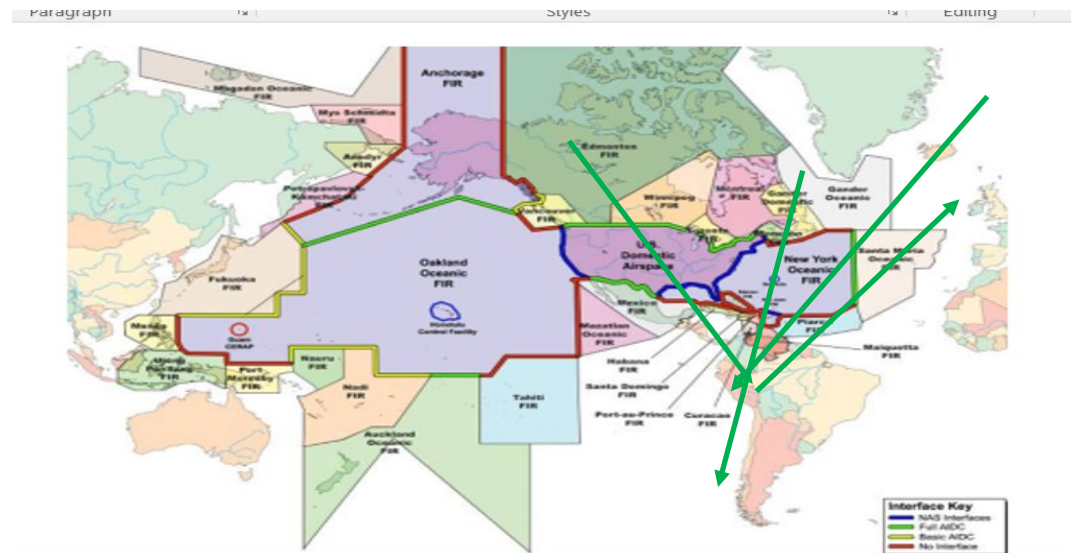 Paragraph
Styles
Editing
Anchorage
FIR
Magadan Oceanic
FIR
Mys Schmidta
FIR
Anadyr
FIR
Petropavlovsk-
Kamchatski
FIR
Edmonton
FIR
Vancouver
FIR
Winnipeg
FIR
Montreal
FIR
Gander
Domestic
FIR
Gander
Oceanic
FIR
Toronto
FIR
Moncton
FIR
U.S.
Domestic
Airspace
New York
Oceanic
FIR
Santa Maria
Oceanic
FIR
Fukuoka
FIR
Oakland
Oceanic
FIR
Honolulu
Control Facility
Guam
CERAP
Manila
FIR
Ujung
Pandang
FIR
Port
Moresby
FIR
Nauru
FIR
Nadi
FIR
Auckland
Oceanic
FIR
Tahiti
FIR
Mexico
FIR
Mazatlan
Oceanic
FIR
Habana
FIR
Santa Domingo
FIR
Port-au-Prince
FIR
Curacao
FIR
Piarco
FIR
Maiquetia
FIR
Interface Key
NAS Interfaces
Full AIDC
Basic AIDC
No Interface